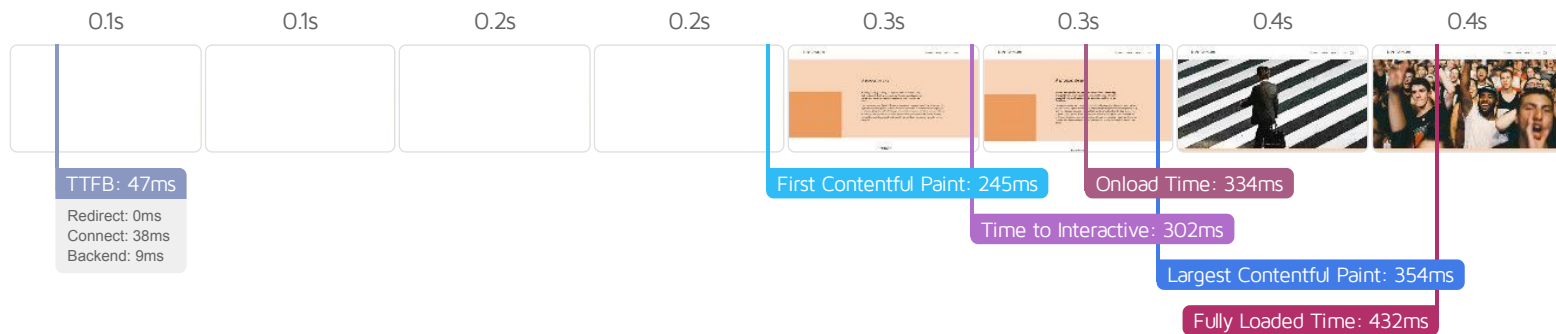 0.1s
0.1s
0.2s
0.2s
0.3s
0.3s
0.4s
0.4s
TTFB: 47ms
Redirect: 0ms
Connect: 38ms
Backend: 9ms
First Contentful Paint: 245ms
Onload Time: 334ms
Time to Interactive: 302ms
Largest Contentful Paint: 354ms
Fully Loaded Time: 432ms